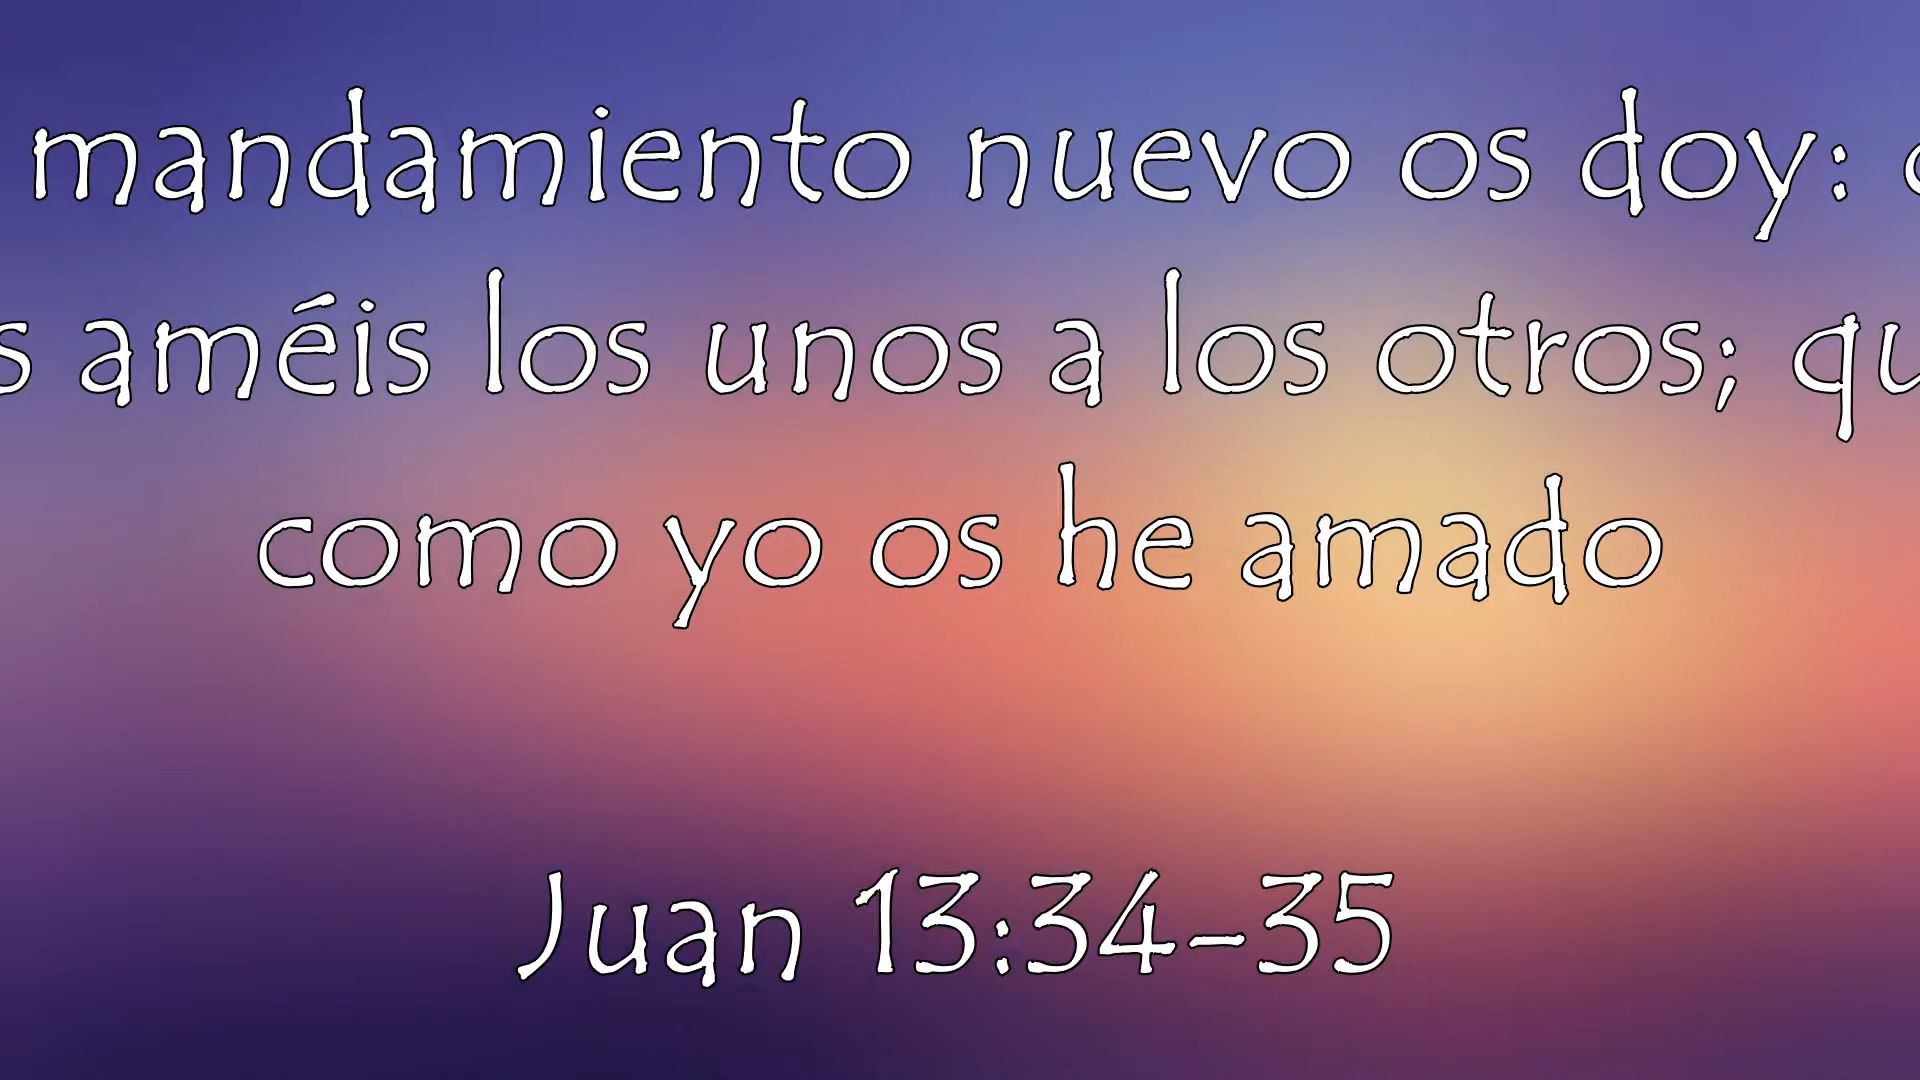 mandamiento nuevo os doy:
améis los unos a los otros;
como yo os he amado
Juan 13:34-35